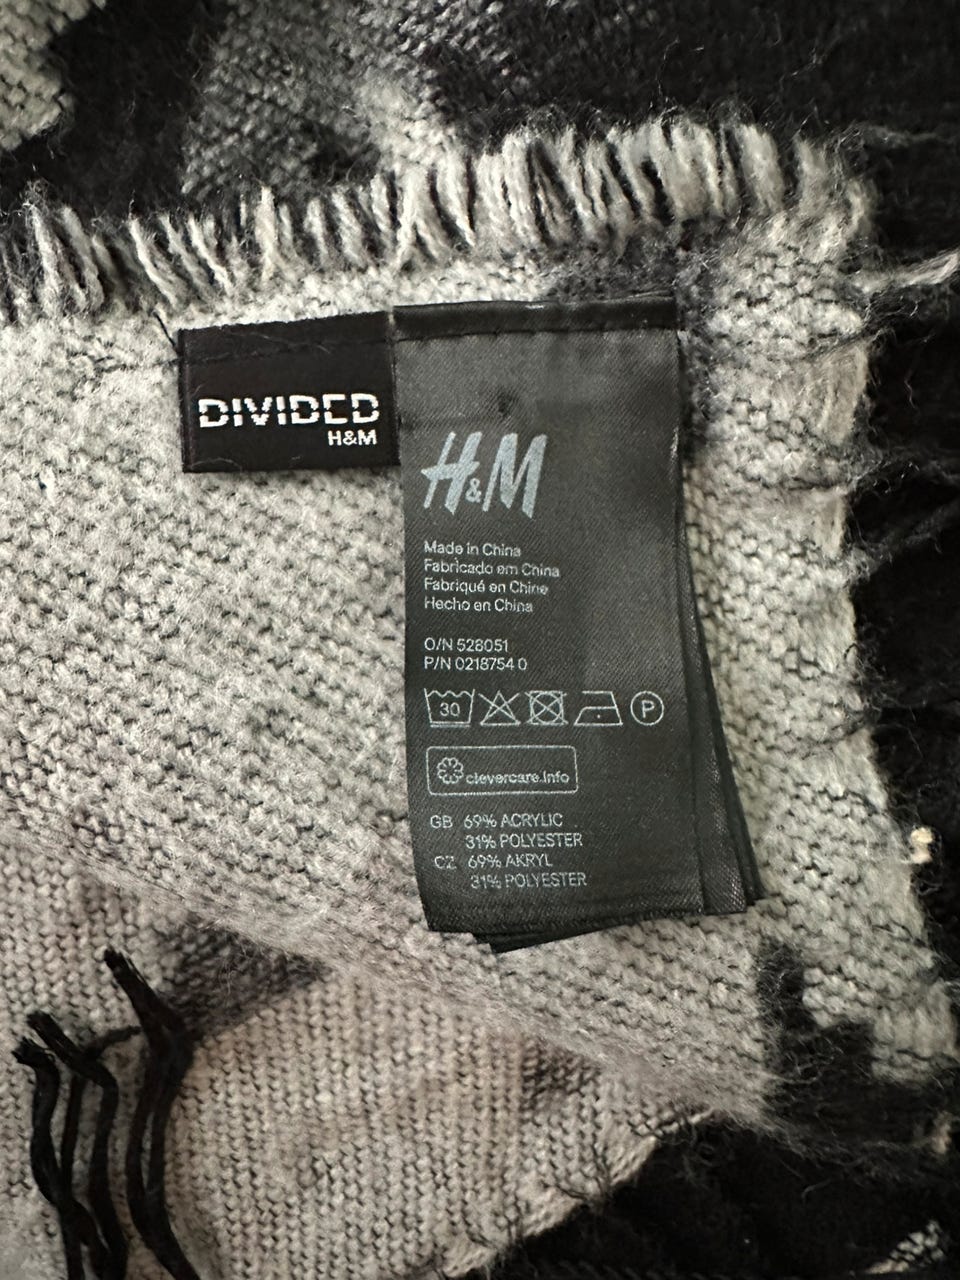 DIVIDED
H&M
H&M
Made in China
Fabricado em China
Fabriqué en Chine
Hecho en China
O/N 528051
P/N 0218754 0
30 P
clevercare.info
GB 69% ACRYLIC
31% POLYESTER
CZ 69% AKRYL
31% POLYESTER